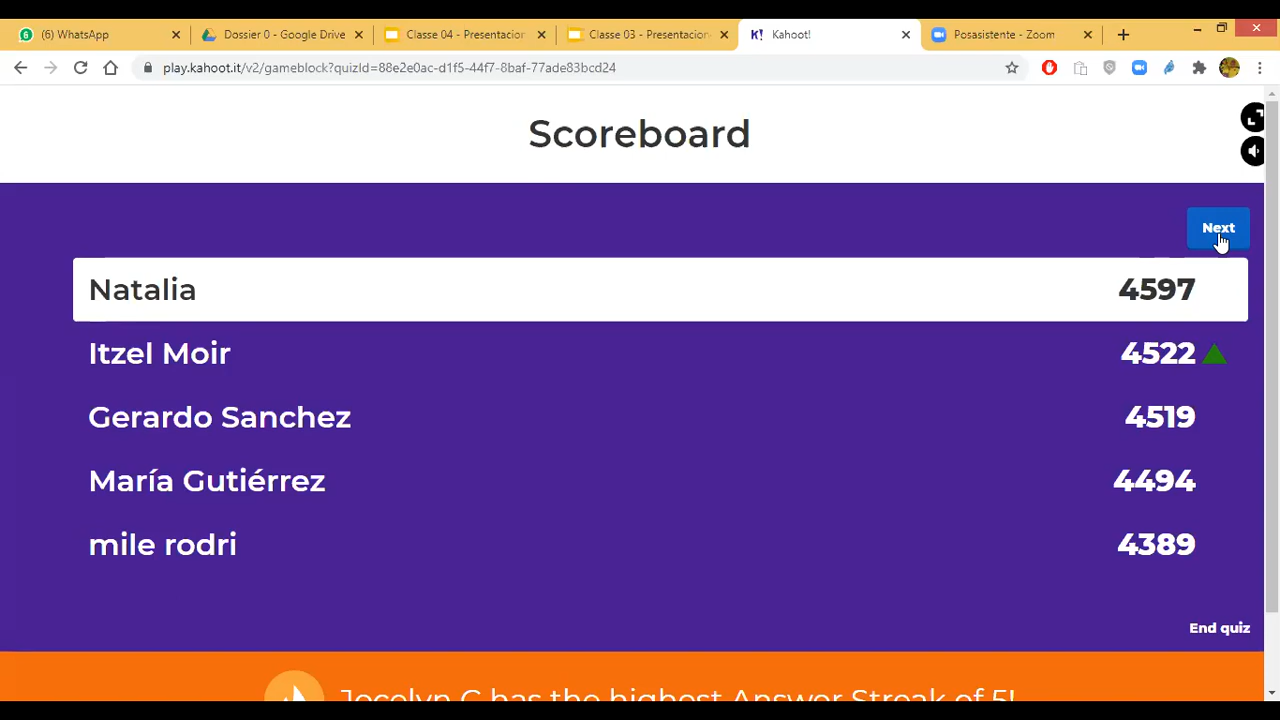 6 (6) WhatsApp Dossier 0 - Google Drive Classe 04 - Presentacion Classe 03 - Presentacion K! Kahoot! Posasistente - Zoom
play.kahoot.it/v2/gameblock?quizId=88e2e0ac-d1f5-44f7-8baf-77ade83bcd24
Scoreboard
Next
Natalia 4597
Itzel Moir 4522
Gerardo Sanchez 4519
María Gutiérrez 4494
mile rodri 4389
End quiz
Jocelyn G has the highest Answer Streak of 5!